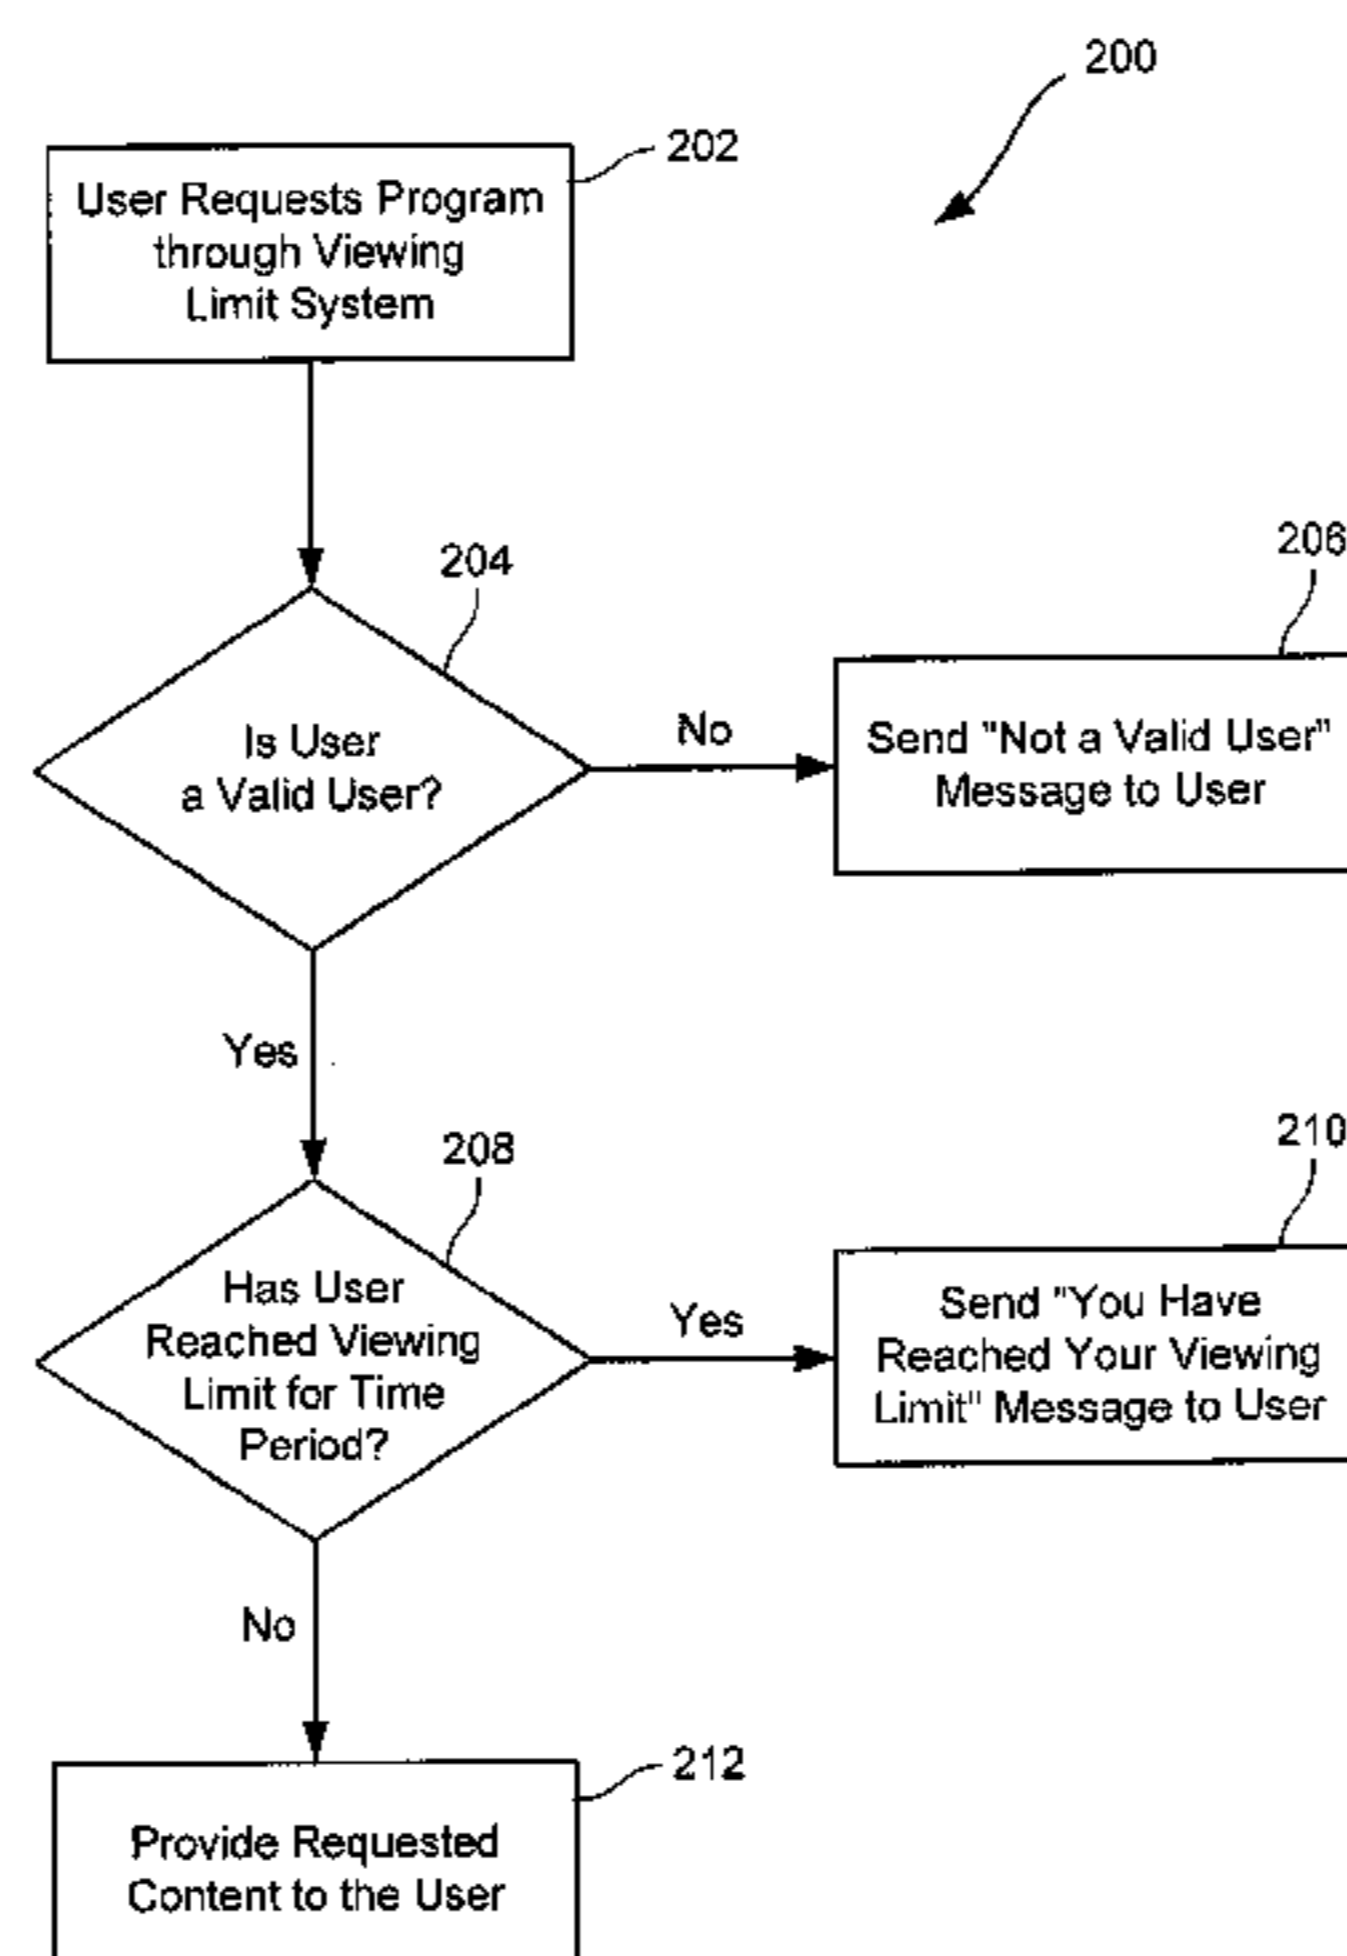 200
202
User Requests Program
through Viewing
Limit System
204
Is User
a Valid User?
No
206
Send "Not a Valid User"
Message to User
Yes
208
Has User
Reached Viewing
Limit for Time
Period?
Yes
210
Send "You Have
Reached Your Viewing
Limit" Message to User
No
212
Provide Requested
Content to the User